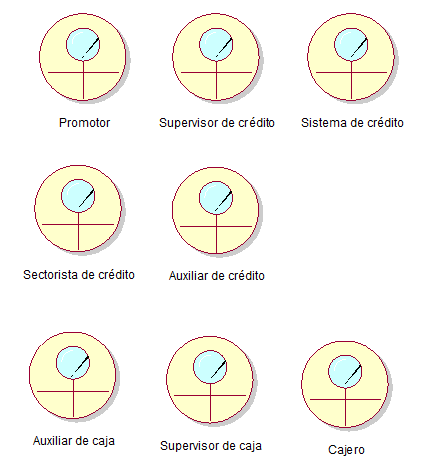 Promotor
Supervisor de crédito
Sistema de crédito
Sectorista de crédito
Auxiliar de crédito
Auxiliar de caja
Supervisor de caja
Cajero